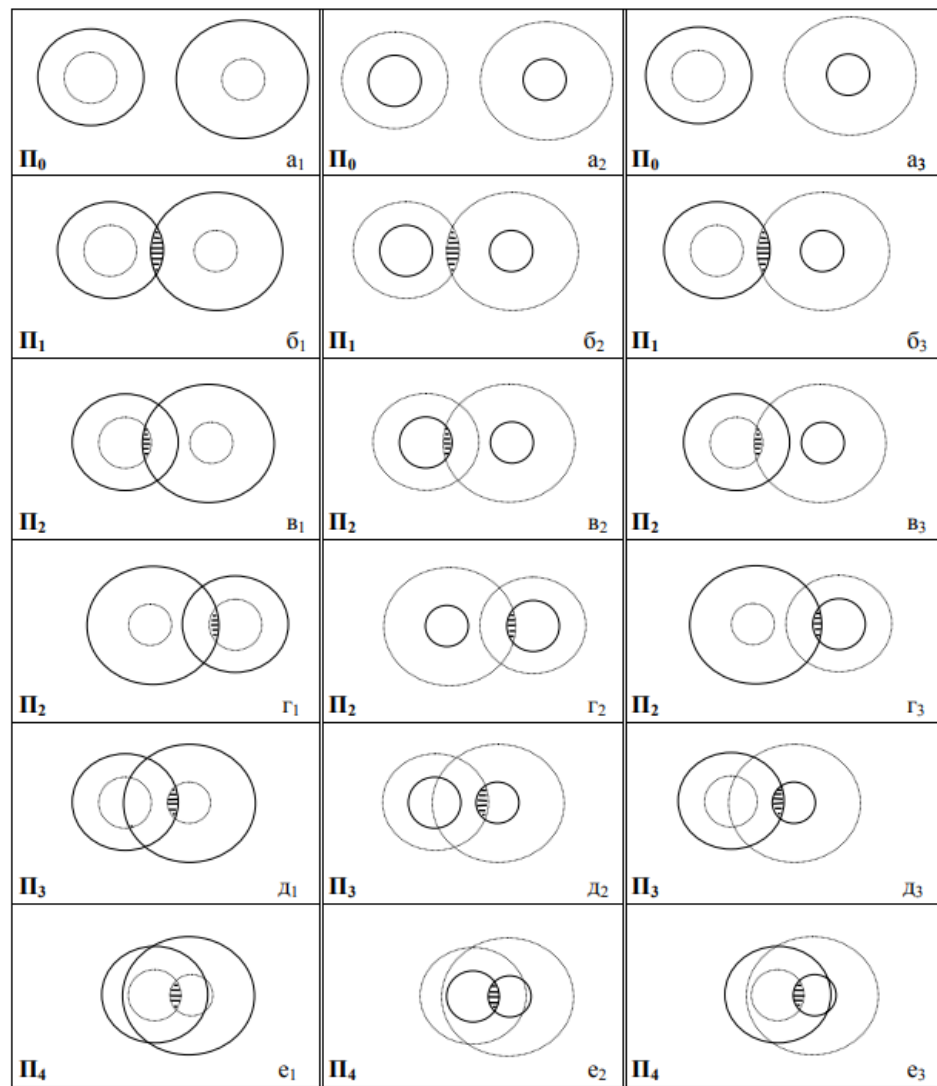 П₀ а₁ П₀ а₂ П₀ а₃
П₁ б₁ П₁ б₂ П₁ б₃
П₂ в₁ П₂ в₂ П₂ в₃
П₂ г₁ П₂ г₂ П₂ г₃
П₃ д₁ П₃ д₂ П₃ д₃
П₄ е₁ П₄ е₂ П₄ е₃